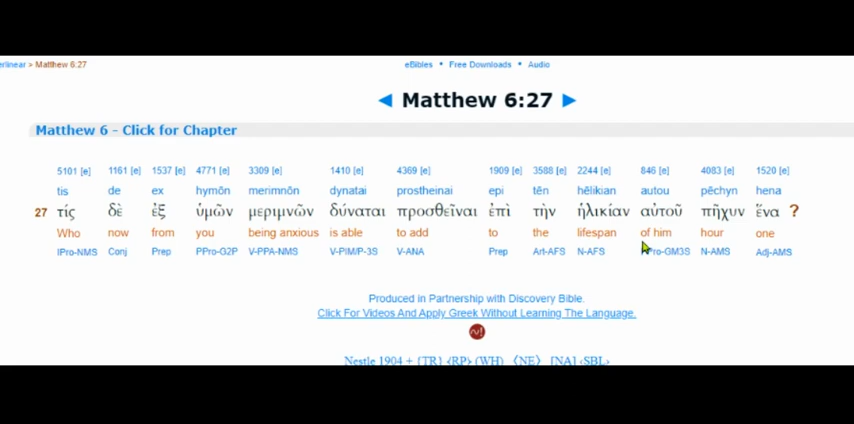 erlinear > Matthew 6:27
eBibles • Free Downloads • Audio
◄ Matthew 6:27 ►
Matthew 6 - Click for Chapter
5101 [e] 1161 [e] 1537 [e] 4771 [e] 3309 [e] 1410 [e] 4369 [e] 1909 [e] 3588 [e] 2244 [e] 846 [e] 4083 [e] 1520 [e]
tis de ex hymōn merimnōn dynatai prostheinai epi tēn hēlikian autou pēchyn hena
27 τίς δὲ ἐξ ὑμῶν μεριμνῶν δύναται προσθεῖναι ἐπὶ τὴν ἡλικίαν αὐτοῦ πῆχυν ἕνα ?
Who now from you being anxious is able to add to the lifespan of him hour one
IPro-NMS Conj Prep PPro-G2P V-PPA-NMS V-PIM/P-3S V-ANA Prep Art-AFS N-AFS PPro-GM3S N-AMS Adj-AMS
Produced in Partnership with Discovery Bible.
Click For Videos And Apply Greek Without Learning The Language.
Nestle 1904 + {TR} ⟨RP⟩ (WH) 〈NE〉 [NA] ‹SBL›